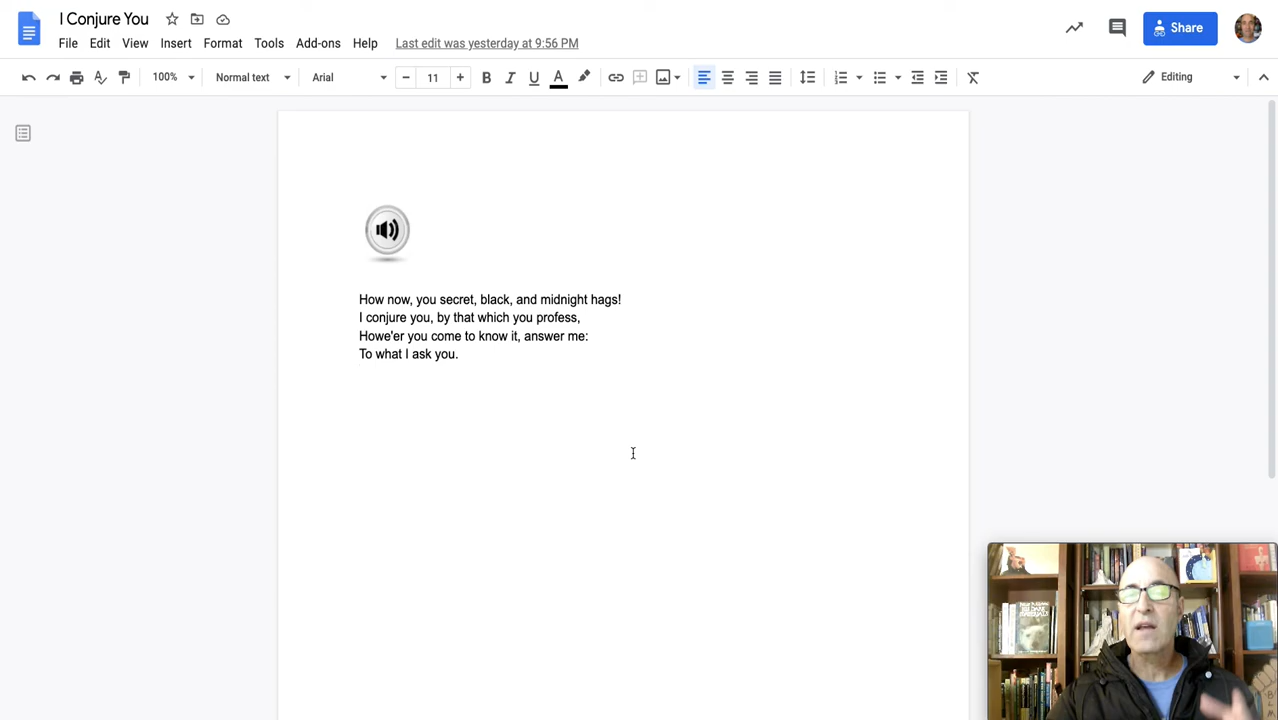 I Conjure You
File Edit View Insert Format Tools Add-ons Help Last edit was yesterday at 9:56 PM
Share
100% Normal text Arial 11 B I U A Editing
How now, you secret, black, and midnight hags!
I conjure you, by that which you profess,
Howe'er you come to know it, answer me:
To what I ask you.